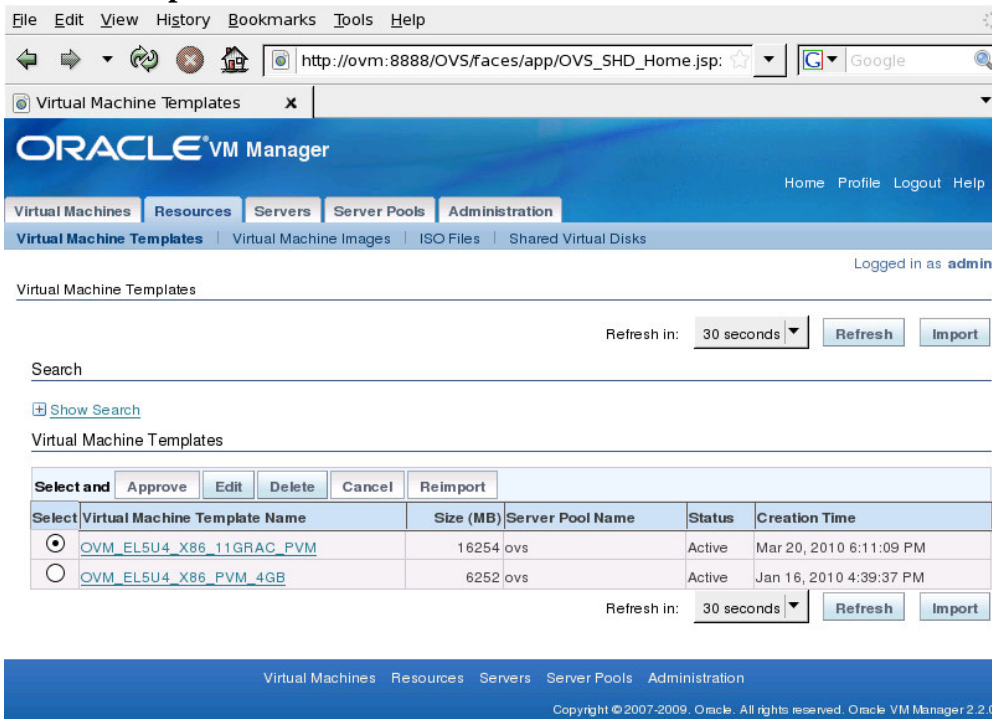 File Edit View History Bookmarks Tools Help
http://ovm:8888/OVS/faces/app/OVS_SHD_Home.jsp: G Google
Virtual Machine Templates x
ORACLE VM Manager
Home Profile Logout Help
Virtual Machines Resources Servers Server Pools Administration
Virtual Machine Templates | Virtual Machine Images | ISO Files | Shared Virtual Disks
Logged in as admin
Virtual Machine Templates
Refresh in: 30 seconds Refresh Import
Search
Show Search
Virtual Machine Templates
Select and Approve Edit Delete Cancel Reimport
Select Virtual Machine Template Name Size (MB) Server Pool Name Status Creation Time
OVM_EL5U4_X86_11GRAC_PVM 16254 ovs Active Mar 20, 2010 6:11:09 PM
OVM_EL5U4_X86_PVM_4GB 6252 ovs Active Jan 16, 2010 4:39:37 PM
Refresh in: 30 seconds Refresh Import
Virtual Machines Resources Servers Server Pools Administration
Copyright © 2007-2009. Oracle. All rights reserved. Oracle VM Manager 2.2.0